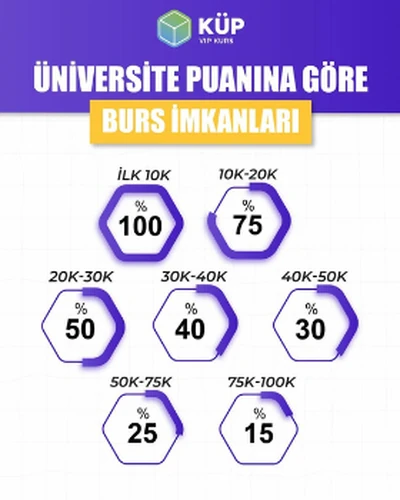 KÜP
VIP KURS
ÜNİVERSİTE PUANINA GÖRE
BURS İMKANLARI
İLK 10K
%
100
10K-20K
%
75
20K-30K
%
50
30K-40K
%
40
40K-50K
%
30
50K-75K
%
25
75K-100K
%
15